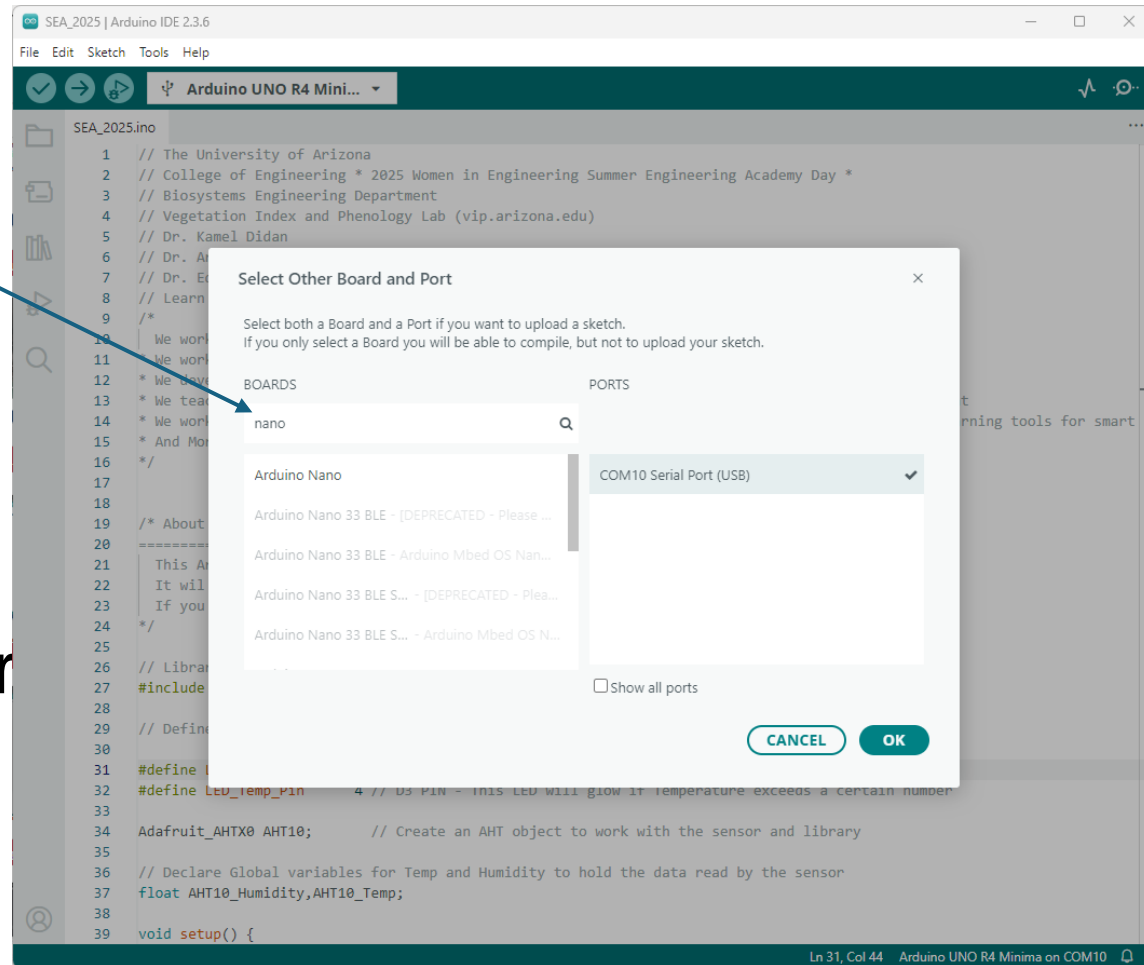 SEA_2025 | Arduino IDE 2.3.6
File Edit Sketch Tools Help
Arduino UNO R4 Mini...
SEA_2025.ino
1 // The University of Arizona
2 // College of Engineering * 2025 Women in Engineering Summer Engineering Academy Day *
3 // Biosystems Engineering Department
4 // Vegetation Index and Phenology Lab (vip.arizona.edu)
5 // Dr. Kamel Didan
6 // Dr.
7 // Dr.
8 // Learn
9 /*
10 We work
11 * We work
12 *  We
13 * We teac t
14 * We work rning tools for smart
15 * And Mor
16 */
17
18
19 /* About
20 =========
21 This Ar
22 It wil
23 If you
24 */
25
26 // Librar
27 #include
28
29 // Define
30
31 #define L
32 #define LED_Temp_Pin 4 // D3 PIN - This LED will glow if Temperature exceeds a certain number
33
34 Adafruit_AHTX0 AHT10; // Create an AHT object to work with the sensor and library
35
36 // Declare Global variables for Temp and Humidity to hold the data read by the sensor
37 float AHT10_Humidity,AHT10_Temp;
38
39 void setup() {
Select Other Board and Port
Select both a Board and a Port if you want to upload a sketch.
If you only select a Board you will be able to compile, but not to upload your sketch.
BOARDS
nano
Arduino Nano
Arduino Nano 33 BLE - [DEPRECATED - Please ...
Arduino Nano 33 BLE - Arduino Mbed OS Nan...
Arduino Nano 33 BLE S... - [DEPRECATED - Plea...
Arduino Nano 33 BLE S... - Arduino Mbed OS N...
PORTS
COM10 Serial Port (USB)
Show all ports
CANCEL OK
Ln 31, Col 44 Arduino UNO R4 Minima on COM10